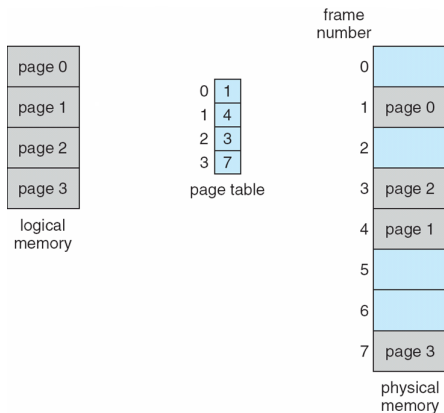 frame
number
page 0
page 1
page 2
page 3
logical
memory
0 1
1 4
2 3
3 7
page table
0
1 page 0
2
3 page 2
4 page 1
5
6
7 page 3
physical
memory